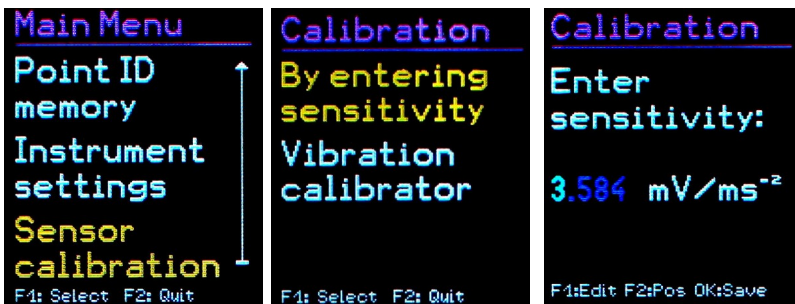 Main Menu
Point ID
memory
Instrument
settings
Sensor
calibration
F1: Select F2: Quit
Calibration
By entering
sensitivity
Vibration
calibrator
F1: Select F2: Quit
Calibration
Enter
sensitivity:
3.584 mV/ms⁻²
F1:Edit F2:Pos OK:Save